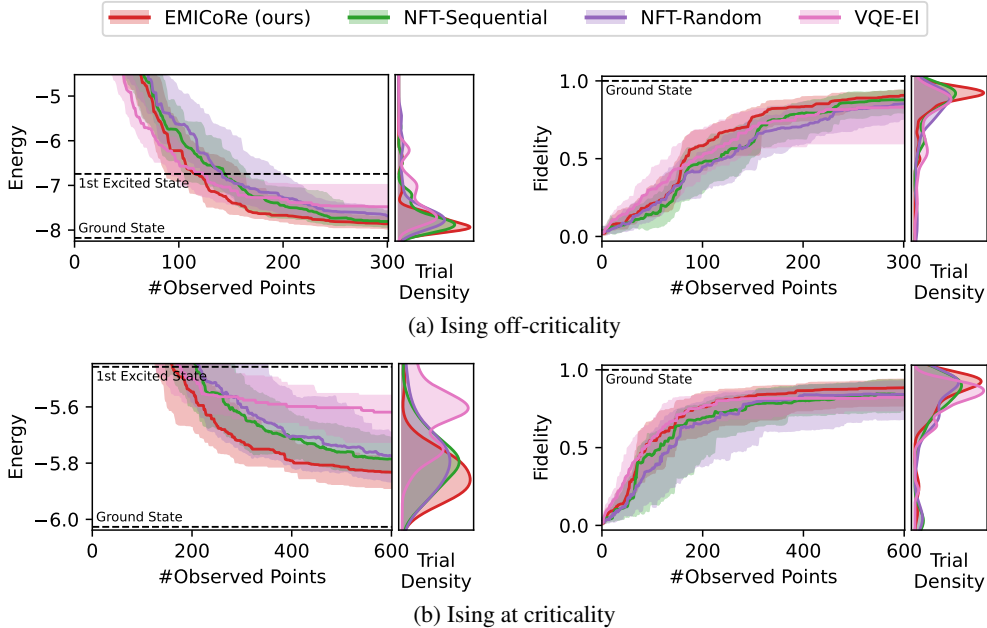 EMICoRe (ours) NFT-Sequential NFT-Random VQE-EI
Energy
−5
−6
−7
−8
1st Excited State
Ground State
0 100 200 300
#Observed Points
Trial
Density
Fidelity
1.0
0.5
0.0
Ground State
0 100 200 300
#Observed Points
Trial
Density
(a) Ising off-criticality
Energy
−5.6
−5.8
−6.0
1st Excited State
Ground State
0 200 400 600
#Observed Points
Trial
Density
Fidelity
1.0
0.5
0.0
Ground State
0 200 400 600
#Observed Points
Trial
Density
(b) Ising at criticality